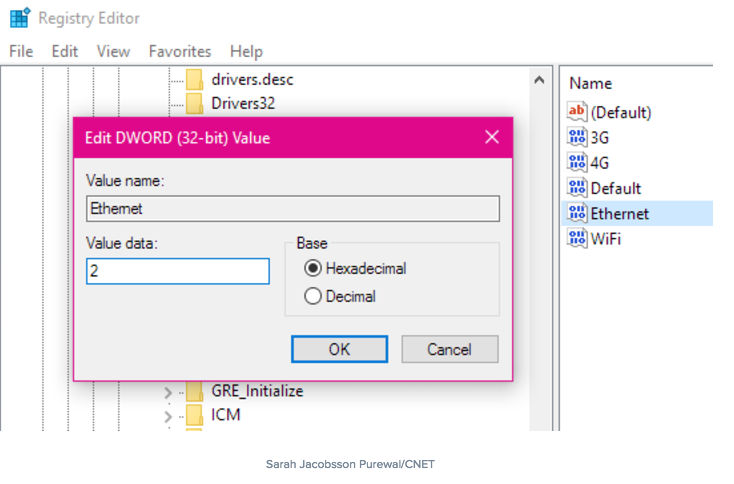 Registry Editor
File Edit View Favorites Help
drivers.desc
Drivers32
Edit DWORD (32-bit) Value
Value name:
Ethernet
Value data:
2
Base
Hexadecimal
Decimal
OK Cancel
GRE_Initialize
ICM
Name
ab (Default)
3G
4G
Default
Ethernet
WiFi
Sarah Jacobsson Purewal/CNET